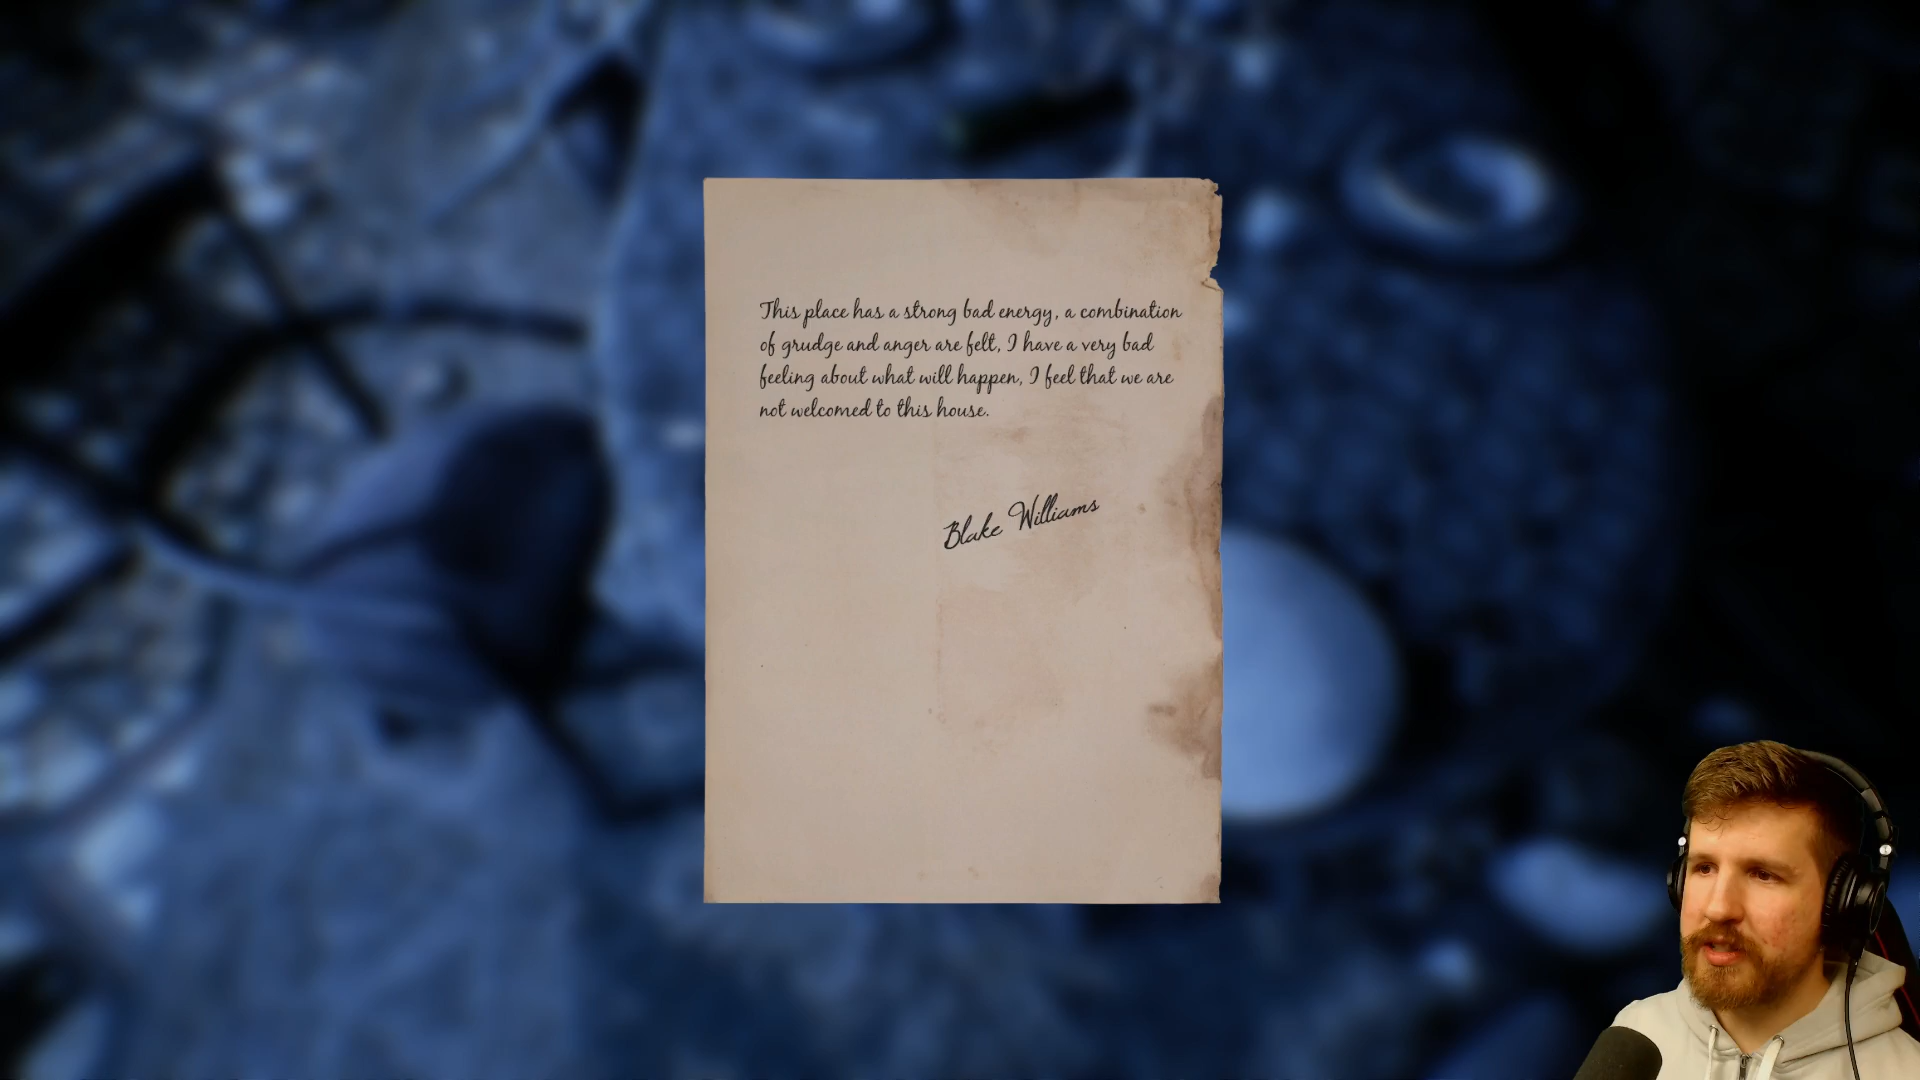 This place has a strong bad energy, a combination
of grudge and anger are felt, I have a very bad
feeling about what will happen, I feel that we are
not welcomed to this house.
Blake Williams